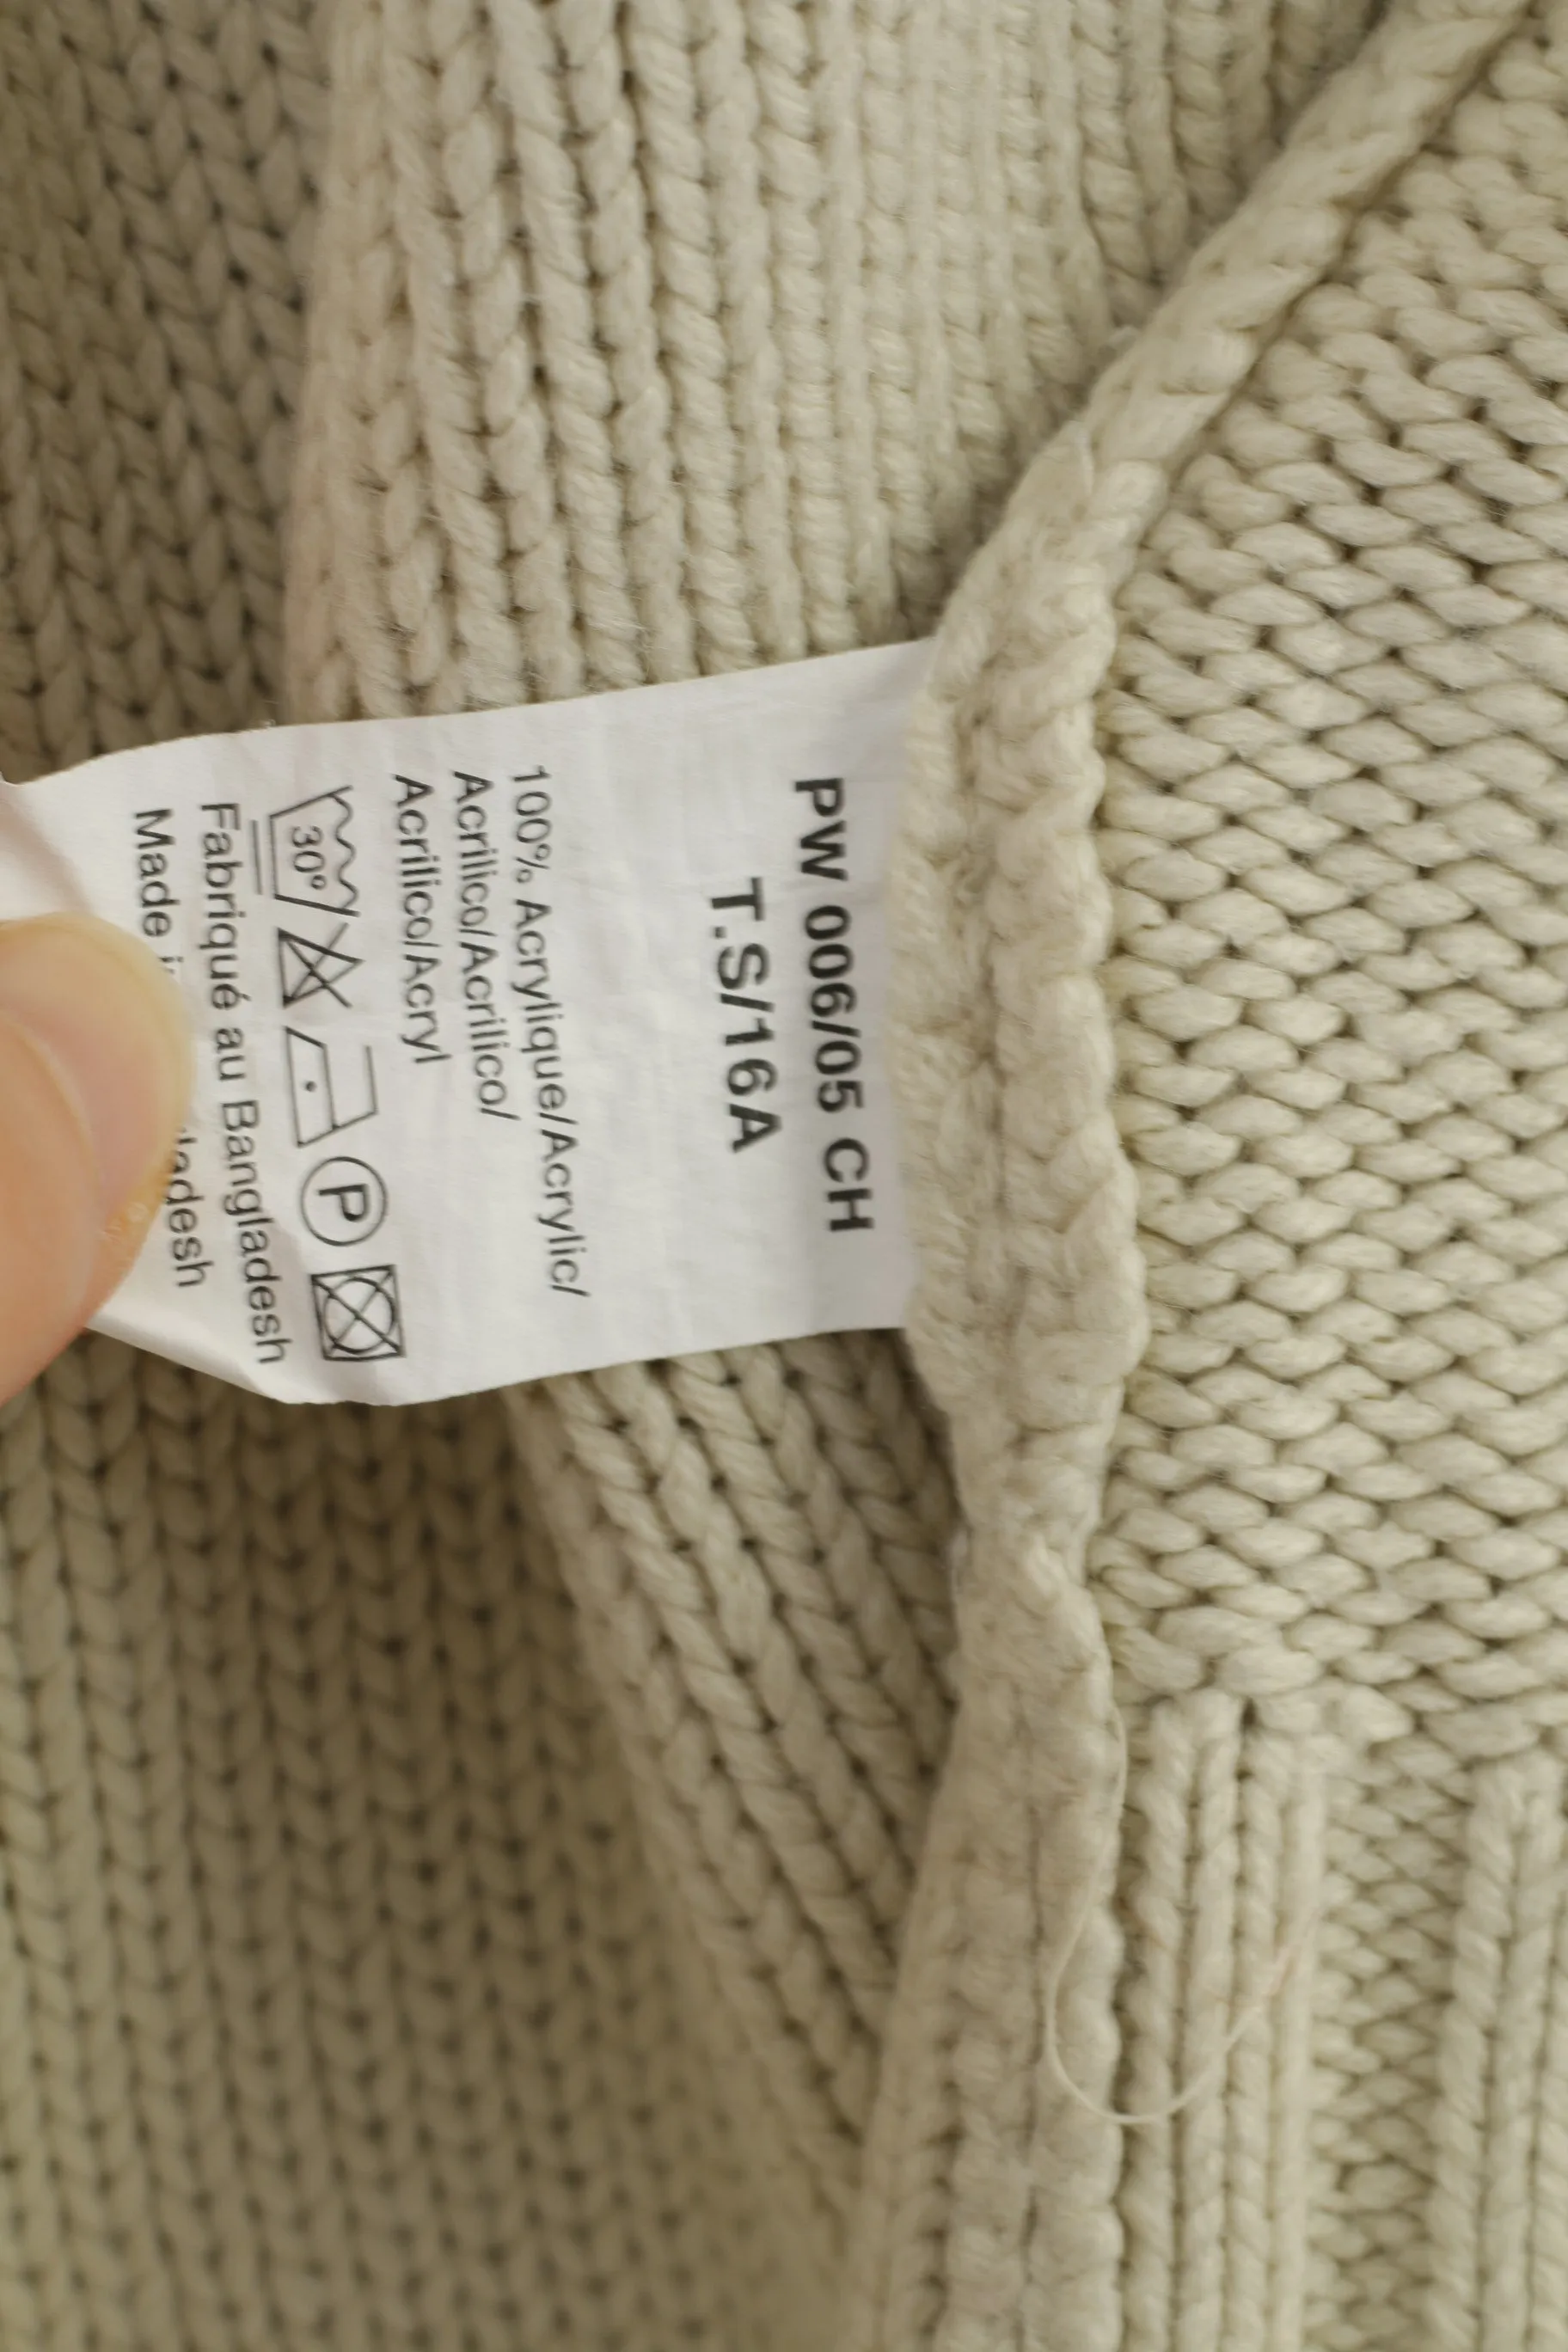 PW 006/05 CH
T.S/16A
100% Acrylique/Acrylic/
Acrilico/Acrilico/
Acrilico/Acryl
30° P
Fabriqué au Bangladesh
Made